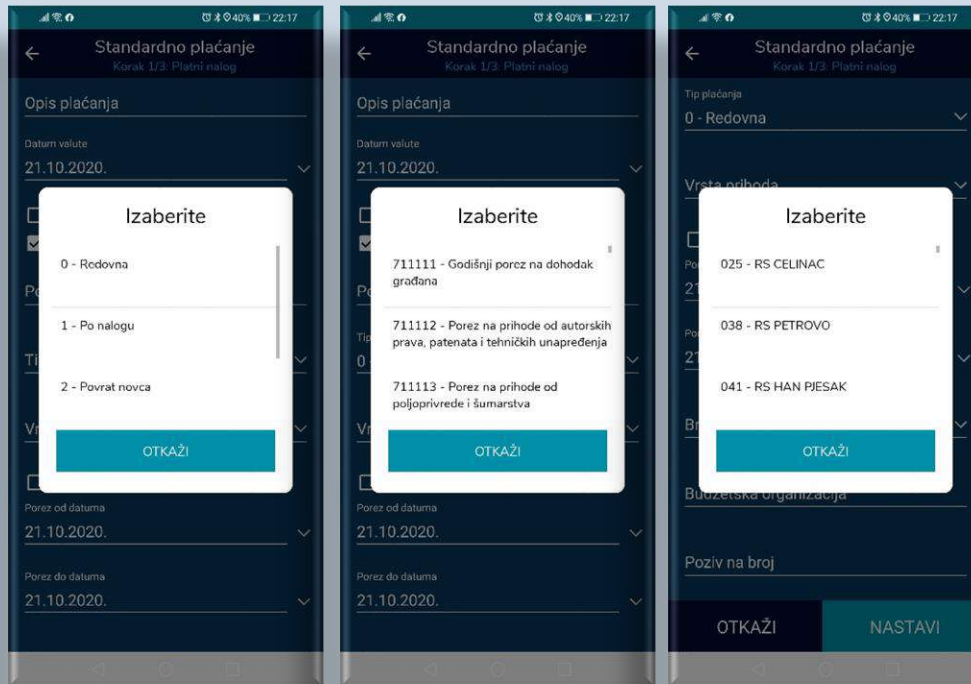 40% 22:17
Standardno plaćanje
Korak 1/3: Platni nalog
Opis plaćanja
Datum valute
21.10.2020.
Izaberite
0 - Redovna
1 - Po nalogu
2 - Povrat novca
OTKAŽI
Porez od datuma
21.10.2020.
Porez do datuma
21.10.2020.
40% 22:17
Standardno plaćanje
Korak 1/3: Platni nalog
Opis plaćanja
Datum valute
21.10.2020.
Izaberite
711111 - Godišnji porez na dohodak
građana
711112 - Porez na prihode od autorskih
prava, patenata i tehničkih unapređenja
711113 - Porez na prihode od
poljoprivrede i šumarstva
OTKAŽI
Porez od datuma
21.10.2020.
Porez do datuma
21.10.2020.
40% 22:17
Standardno plaćanje
Korak 1/3: Platni nalog
Tip plaćanja
0 - Redovna
Vrsta prihoda
Izaberite
025 - RS CELINAC
038 - RS PETROVO
041 - RS HAN PJESAK
OTKAŽI
Budzetska organizacija
Poziv na broj
OTKAŽI NASTAVI